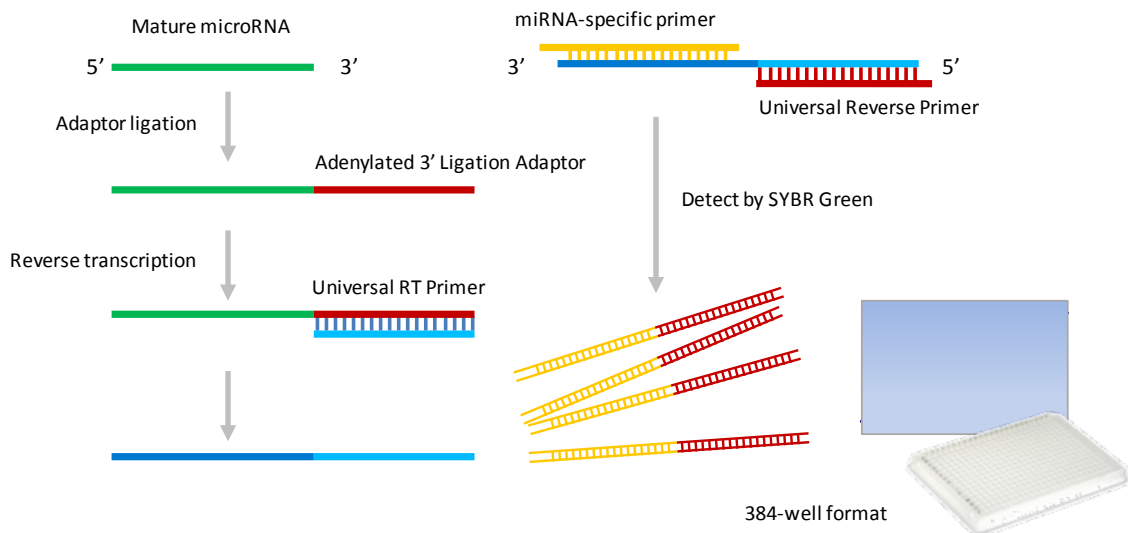 Mature microRNA
5’
3’
Adaptor ligation
Adenylated 3’ Ligation Adaptor
Reverse transcription
Universal RT Primer
miRNA-specific primer
3’
5’
Universal Reverse Primer
Detect by SYBR Green
384-well format